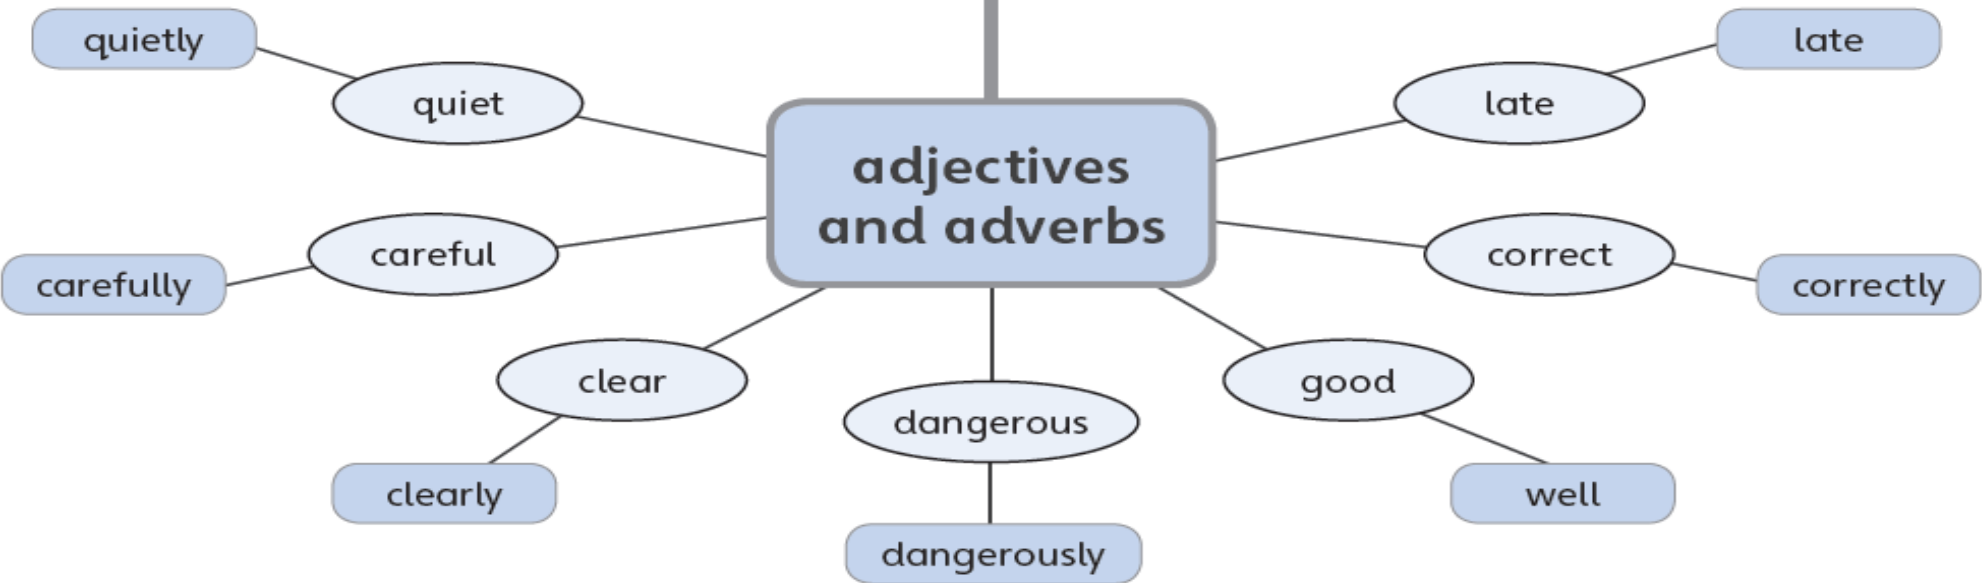 quietly
quiet
late
late
adjectives
and adverbs
careful
carefully
correct
correctly
clear
clearly
dangerous
dangerously
good
well